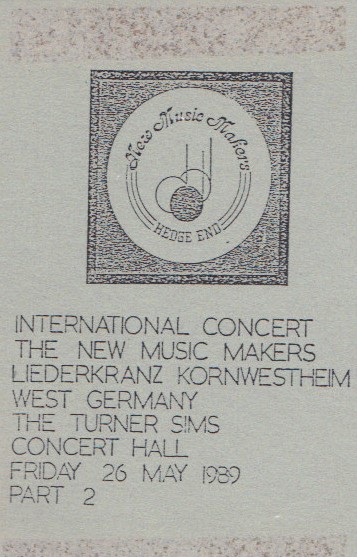 New Music Makers
HEDGE END
INTERNATIONAL CONCERT
THE NEW MUSIC MAKERS
LIEDERKRANZ KORNWESTHEIM
WEST GERMANY
THE TURNER SIMS
CONCERT HALL
FRIDAY 26 MAY 1989
PART 2